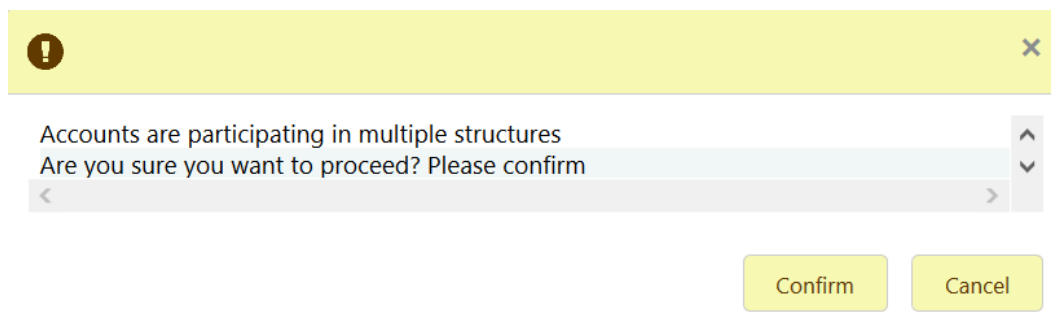 Accounts are participating in multiple structures
Are you sure you want to proceed? Please confirm
Confirm
Cancel